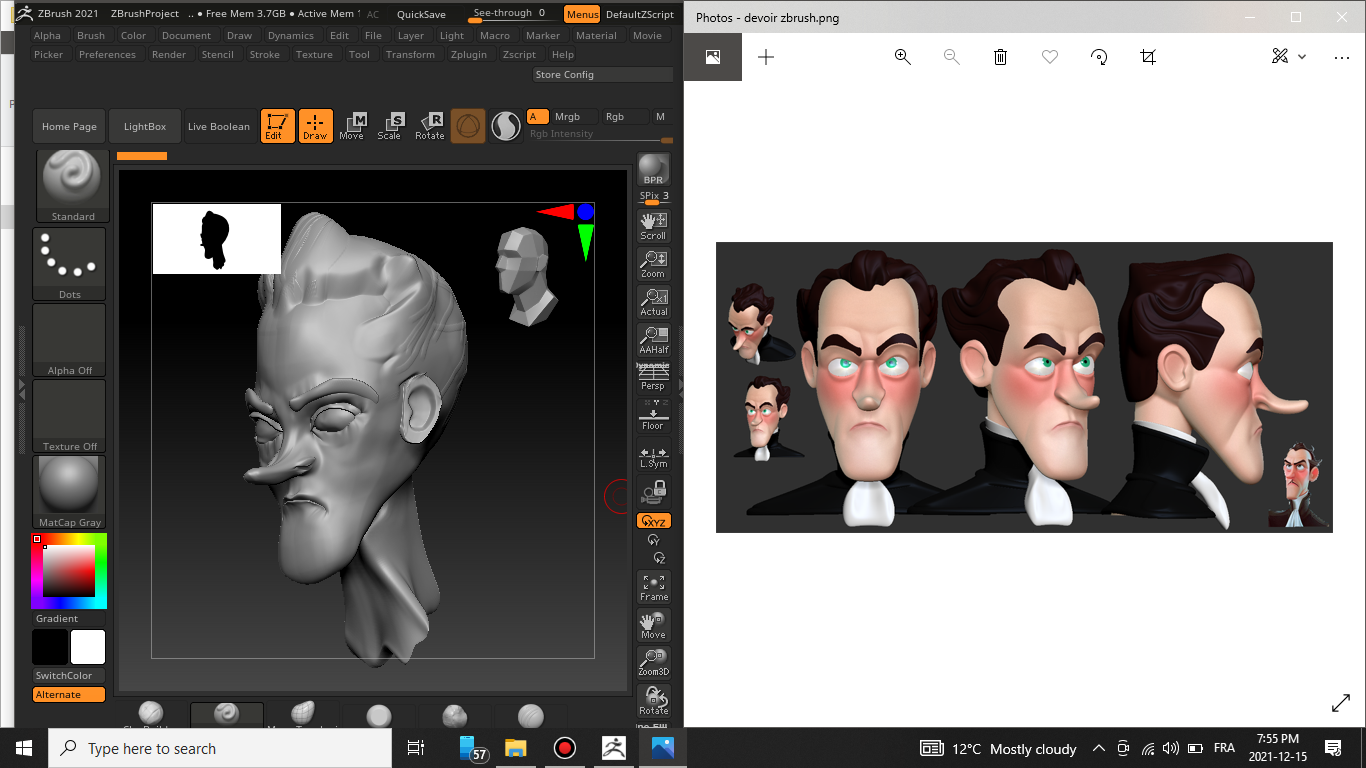 ZBrush 2021 ZBrushProject .. • Free Mem 3.7GB • Active Mem 1 AC QuickSave See-through 0 Menus DefaultZScript
Alpha Brush Color Document Draw Dynamics Edit File Layer Light Macro Marker Material Movie
Picker Preferences Render Stencil Stroke Texture Tool Transform Zplugin Zscript Help
Store Config
Home Page LightBox Live Boolean Edit Draw Move Scale Rotate A Mrgb Rgb M
Rgb Intensity
Standard
Dots
Alpha Off
Texture Off
MatCap Gray
Gradient
SwitchColor
Alternate
BPR
SPix 3
Scroll
Zoom
Actual
AAHalf
Dynamic
Persp
Floor
L.Sym
XYZ
Y
Z
Frame
Move
Zoom3D
Rotate
Photos - devoir zbrush.png
Type here to search
57
12°C Mostly cloudy
FRA
7:55 PM
2021-12-15